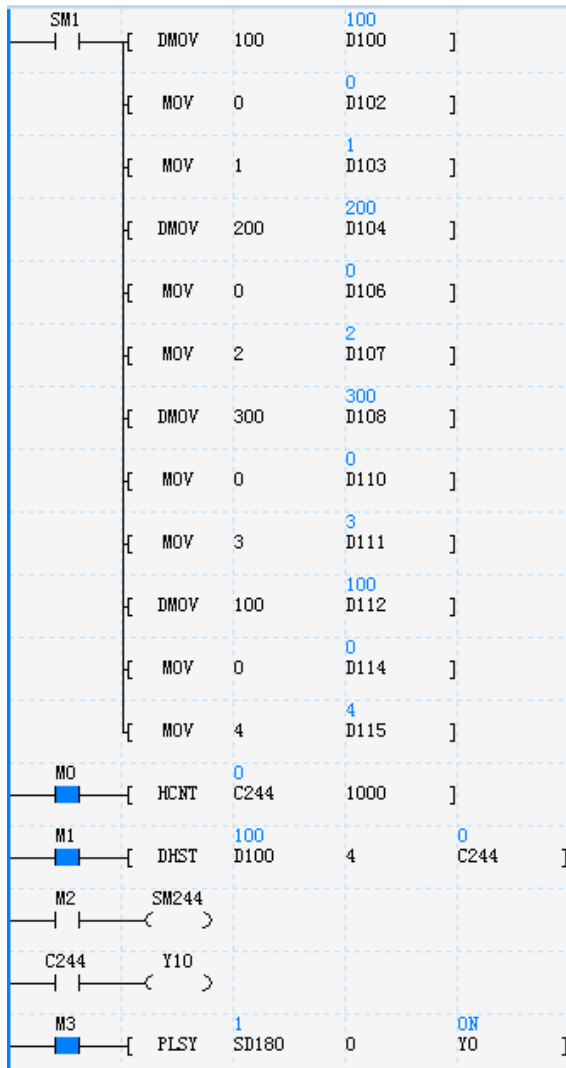 SM1 100
[ DMOV 100 D100 ]
0
[ MOV 0 D102 ]
1
[ MOV 1 D103 ]
200
[ DMOV 200 D104 ]
0
[ MOV 0 D106 ]
2
[ MOV 2 D107 ]
300
[ DMOV 300 D108 ]
0
[ MOV 0 D110 ]
3
[ MOV 3 D111 ]
100
[ DMOV 100 D112 ]
0
[ MOV 0 D114 ]
4
[ MOV 4 D115 ]
M0 0
[ HCNT C244 1000 ]
M1 100 0
[ DHST D100 4 C244 ]
M2 SM244
( )
C244 Y10
( )
M3 1 ON
[ PLSY SD180 0 Y0 ]